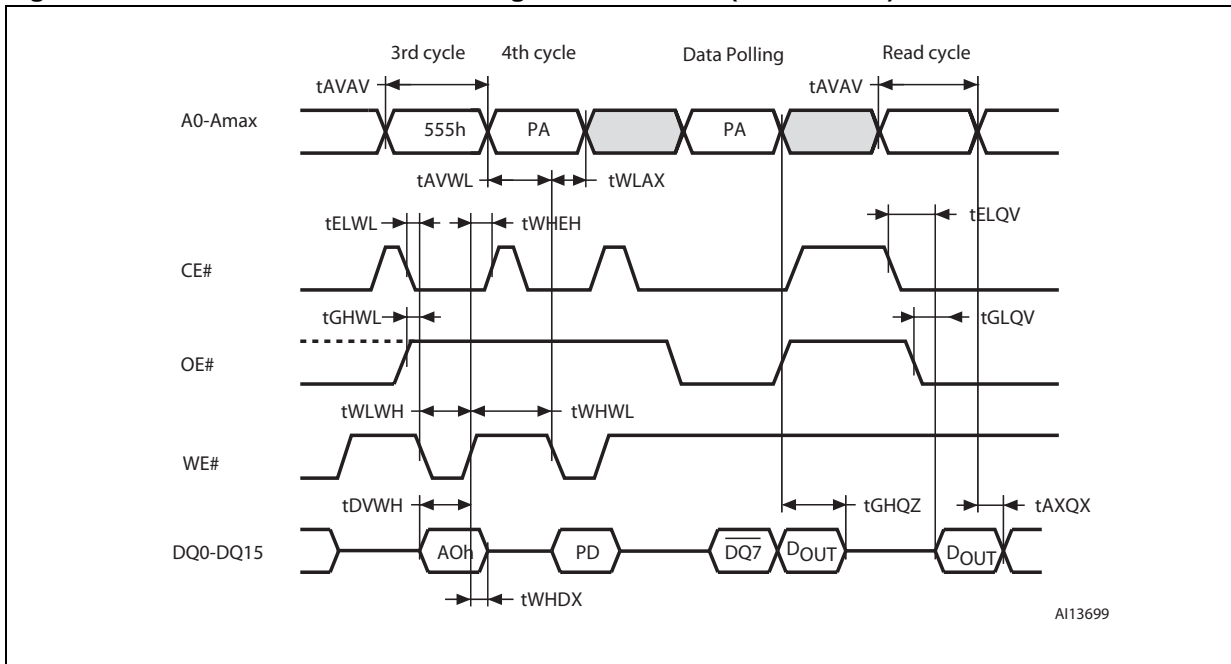 3rd cycle 4th cycle Data Polling Read cycle
tAVAV tAVAV
A0-Amax 555h PA PA
tAVWL tWLAX
tELWL tWHEH tELQV
CE#
tGHWL tGLQV
OE#
tWLWH tWHWL
WE#
tDVWH tGHQZ tAXQX
DQ0-DQ15 AOh PD DQ7 DOUT DOUT
tWHDX
AI13699